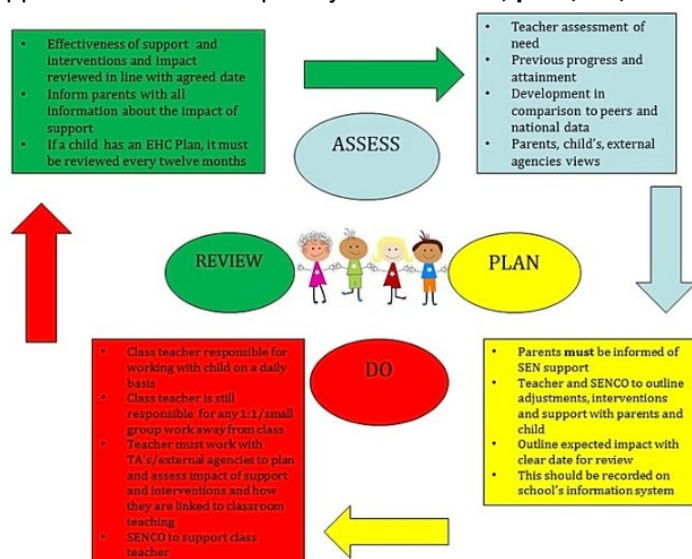 • Effectiveness of support and
interventions and impact
reviewed in line with agreed date
• Inform parents with all
information about the impact of
support
• If a child has an EHC Plan, it must
be reviewed every twelve months
• Teacher assessment of
need
• Previous progress and
attainment
• Development in
comparison to peers and
national data
• Parents, child's, external
agencies views
ASSESS
REVIEW
PLAN
DO
• Class teacher responsible for
working with child on a daily
basis
• Class teacher is still
responsible for any 1:1/small
group work away from class
• Teacher must work with
TA's/external agencies to plan
and assess impact of support
and interventions and how
they are linked to classroom
teaching
• SENCO to support class
teacher
• Parents must be informed of
SEN support
• Teacher and SENCO to outline
adjustments, interventions
and support with parents and
child
• Outline expected impact with
clear date for review
• This should be recorded on
school's information system